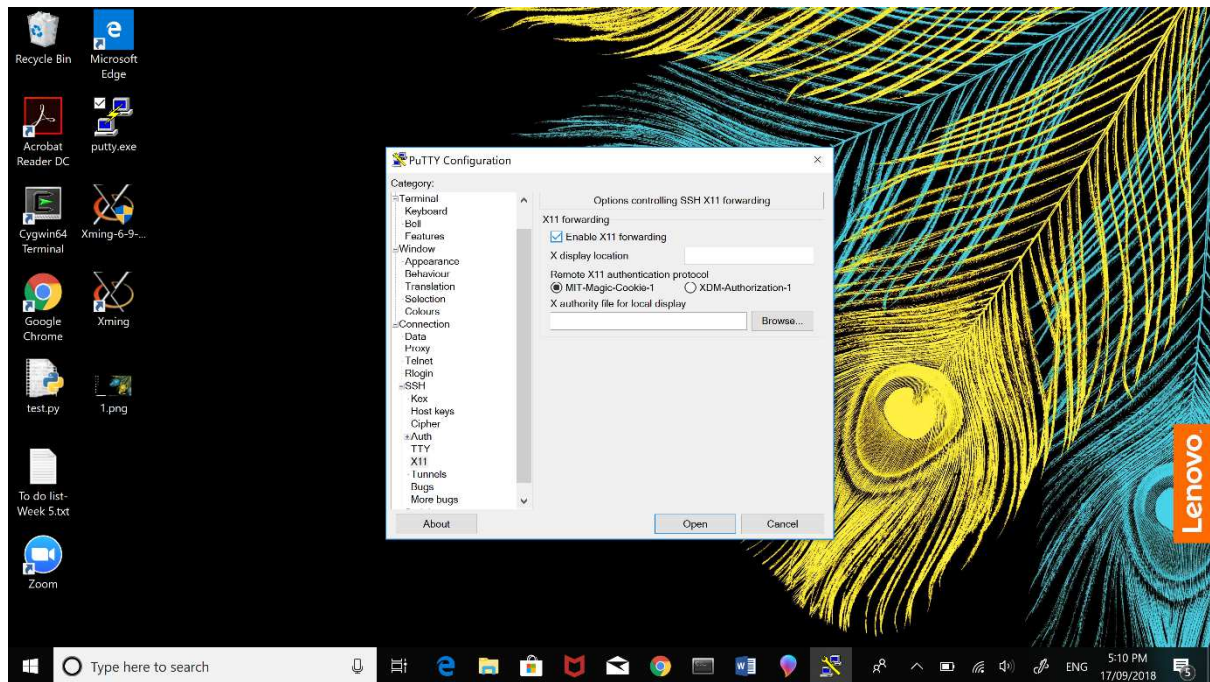 Recycle Bin
Microsoft
Edge
Acrobat
Reader DC
putty.exe
Cygwin64
Terminal
Xming-6-9-...
Google
Chrome
Xming
test.py
1.png
To do list-
Week 5.txt
Zoom
PuTTY Configuration
Category:
Terminal
Keyboard
Bell
Features
Window
Appearance
Behaviour
Translation
Selection
Colours
Connection
Data
Proxy
Telnet
Rlogin
SSH
Kex
Host keys
Cipher
Auth
TTY
X11
Tunnels
Bugs
More bugs
Options controlling SSH X11 forwarding
X11 forwarding
Enable X11 forwarding
X display location
Remote X11 authentication protocol
MIT-Magic-Cookie-1 XDM-Authorization-1
X authority file for local display
Browse...
About Open Cancel
Lenovo.
Type here to search
ENG
5:10 PM
17/09/2018
5